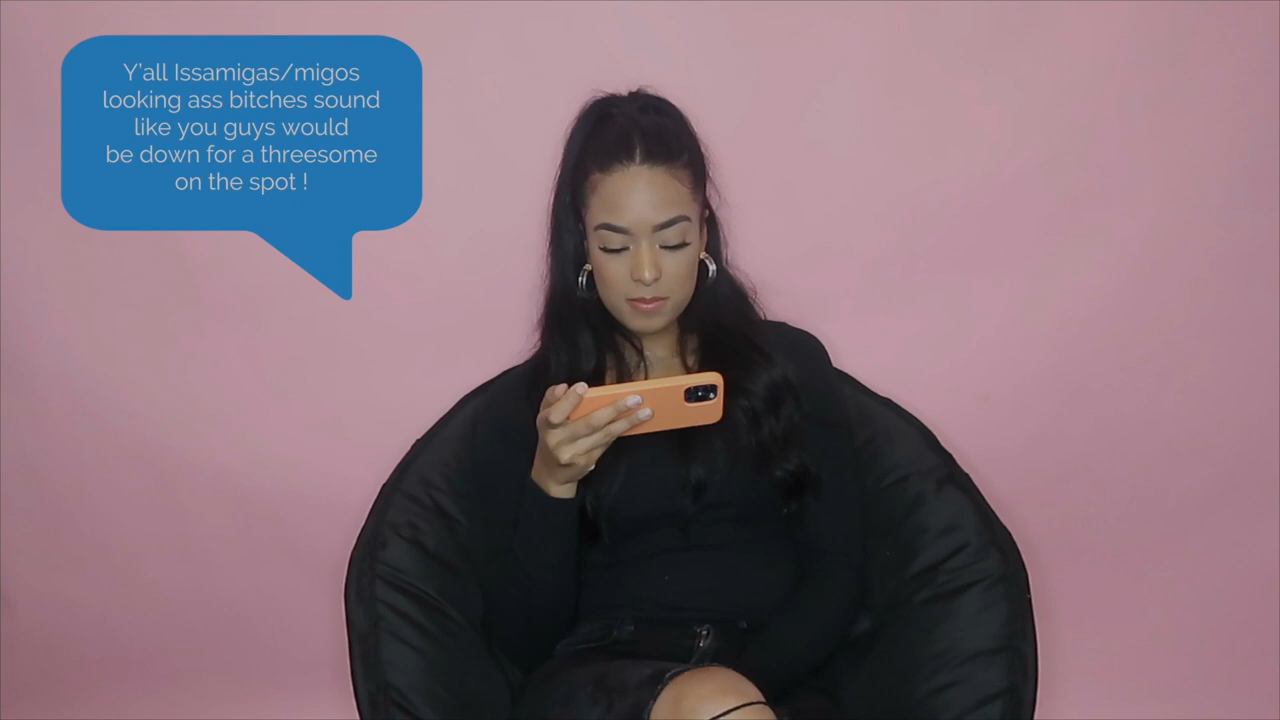 Y'all Issamigas/migos
looking ass bitches sound
like you guys would
be down for a threesome
on the spot !